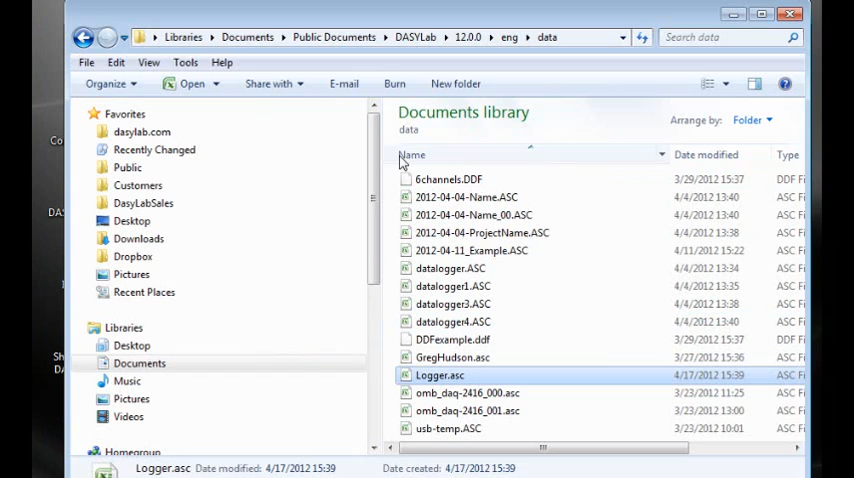 Libraries ▸ Documents ▸ Public Documents ▸ DASYLab ▸ 12.0.0 ▸ eng ▸ data
Search data
File Edit View Tools Help
Organize Open Share with E-mail Burn New folder
Favorites
dasylab.com
Recently Changed
Public
Customers
DasyLabSales
Desktop
Downloads
Dropbox
Pictures
Recent Places
Libraries
Desktop
Documents
Music
Pictures
Videos
Homegroup
Documents library
data
Arrange by: Folder
Name Date modified Type
6channels.DDF 3/29/2012 15:37 DDF Fi
2012-04-04-Name.ASC 4/4/2012 13:40 ASC Fi
2012-04-04-Name_00.ASC 4/4/2012 13:40 ASC Fi
2012-04-04-ProjectName.ASC 4/4/2012 13:38 ASC Fi
2012-04-11_Example.ASC 4/11/2012 15:22 ASC Fi
datalogger.ASC 4/4/2012 13:34 ASC Fi
datalogger1.ASC 4/4/2012 13:35 ASC Fi
datalogger3.ASC 4/4/2012 13:38 ASC Fi
datalogger4.ASC 4/4/2012 13:40 ASC Fi
DDFexample.ddf 3/29/2012 15:37 DDF Fi
GregHudson.asc 3/27/2012 15:36 ASC Fi
Logger.asc 4/17/2012 15:39 ASC Fi
omb_daq-2416_000.asc 3/23/2012 11:25 ASC Fi
omb_daq-2416_001.asc 3/23/2012 13:00 ASC Fi
usb-temp.ASC 3/23/2012 10:01 ASC Fi
Logger.asc Date modified: 4/17/2012 15:39 Date created: 4/17/2012 15:39